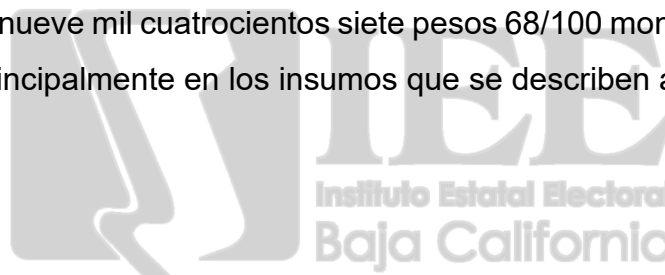 nueve mil cuatrocientos siete pesos 68/100
incipalmente en los insumos que se describen
IEE
Instituto Estatal Electoral
Baja California